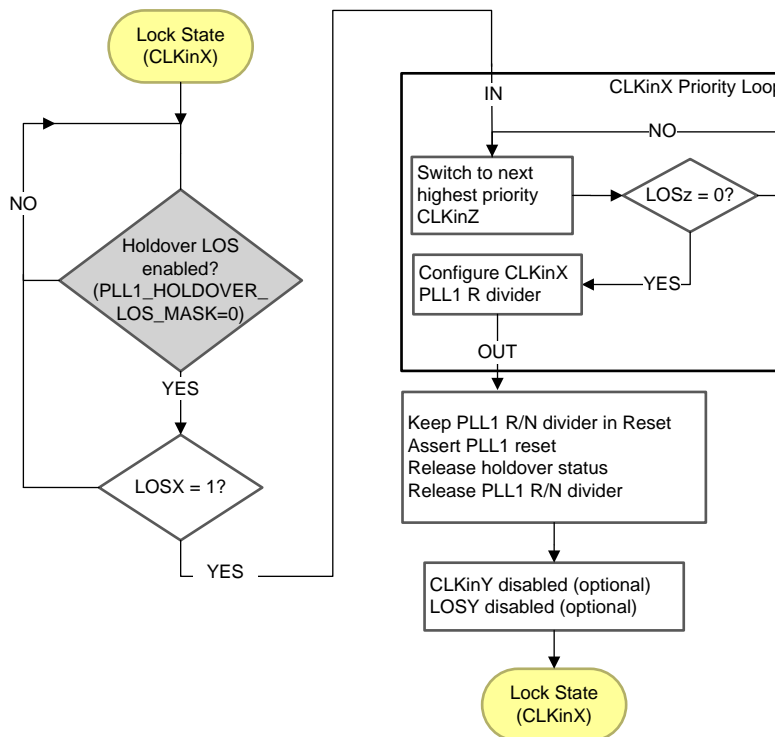 Lock State
(CLKinX)
NO
Holdover LOS
enabled?
(PLL1_HOLDOVER_
LOS_MASK=0)
YES
LOSX = 1?
YES
IN
CLKinX Priority Loop
NO
Switch to next
highest priority
CLKinZ
LOSz = 0?
YES
Configure CLKinX
PLL1 R divider
OUT
Keep PLL1 R/N divider in Reset
Assert PLL1 reset
Release holdover status
Release PLL1 R/N divider
CLKinY disabled (optional)
LOSY disabled (optional)
Lock State
(CLKinX)